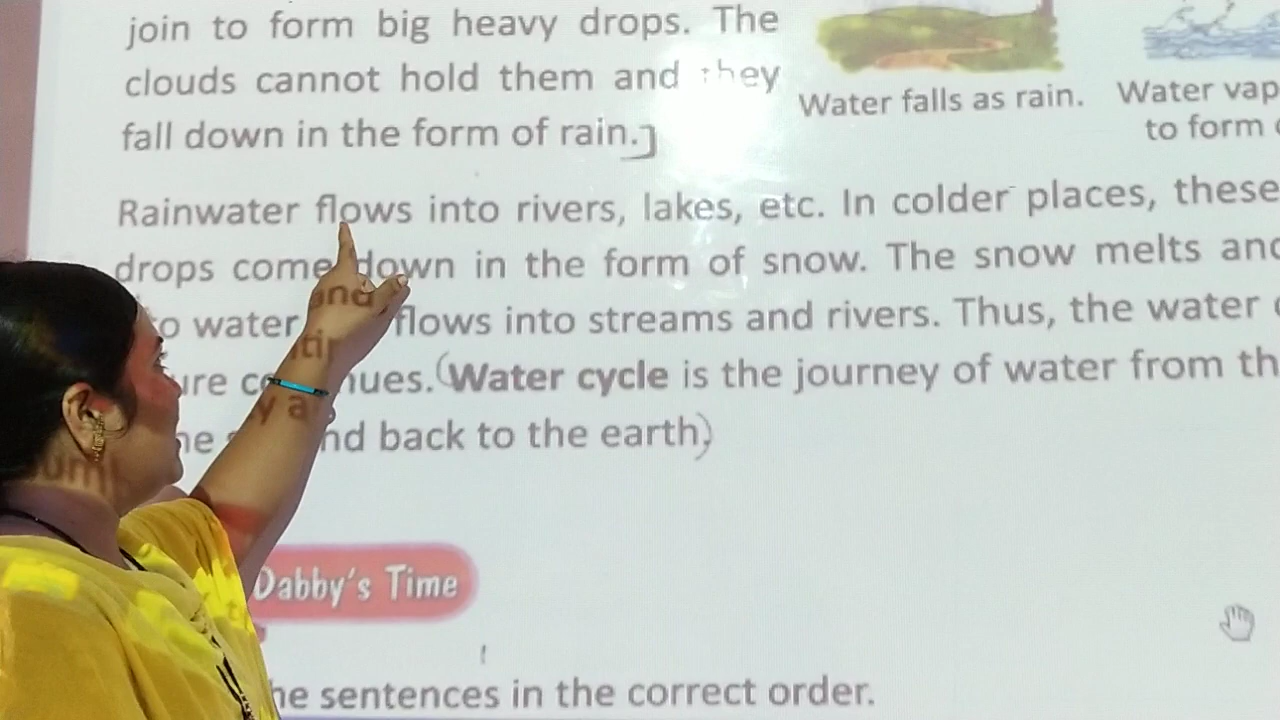 join to form big heavy drops. The
clouds cannot hold them and they
fall down in the form of rain.
Water falls as rain.
Water vap
to form
Rainwater flows into rivers, lakes, etc. In colder places, these
drops come down in the form of snow. The snow melts and
to water flows into streams and rivers. Thus, the water
ure nues. (Water cycle is the journey of water from th
nd back to the earth)
Dabby's Time
he sentences in the correct order.